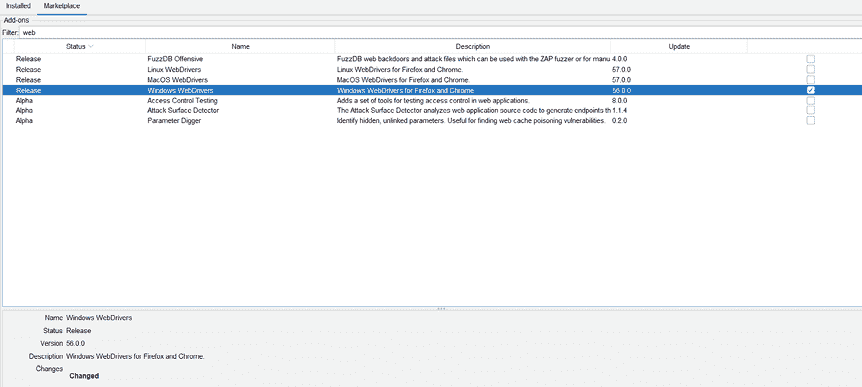 Installed Marketplace
Add-ons
Filter: web
Status Name Description Update
Release FuzzDB Offensive FuzzDB web backdoors and attack files which can be used with the ZAP fuzzer or for manu 4.0.0
Release Linux WebDrivers Linux WebDrivers for Firefox and Chrome. 57.0.0
Release MacOS WebDrivers MacOS WebDrivers for Firefox and Chrome. 57.0.0
Release Windows WebDrivers Windows WebDrivers for Firefox and Chrome 56.0.0
Alpha Access Control Testing Adds a set of tools for testing access control in web applications. 8.0.0
Alpha Attack Surface Detector The Attack Surface Detector analyzes web application source code to generate endpoints th 1.1.4
Alpha Parameter Digger Identify hidden, unlinked parameters. Useful for finding web cache poisoning vulnerabilities. 0.2.0
Name Windows WebDrivers
Status Release
Version 56.0.0
Description Windows WebDrivers for Firefox and Chrome.
Changes
Changed